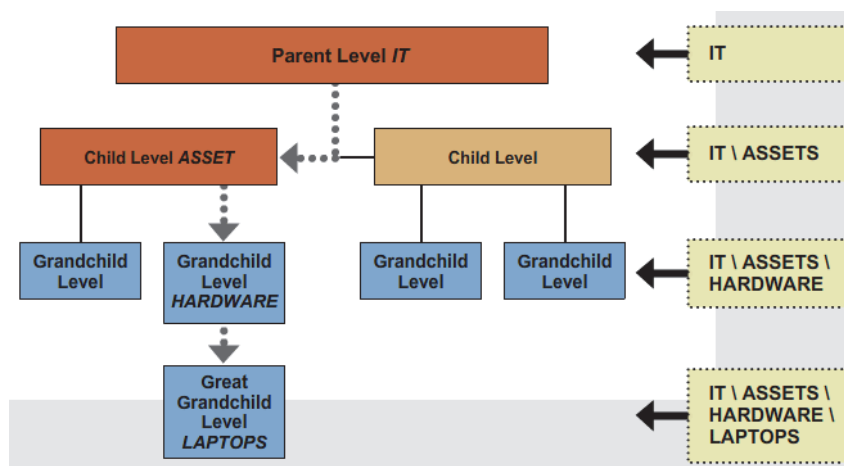 Parent Level IT
IT
Child Level ASSET
Child Level
IT \ ASSETS
Grandchild
Level
Grandchild
Level
HARDWARE
Grandchild
Level
Grandchild
Level
IT \ ASSETS \
HARDWARE
Great
Grandchild
Level
LAPTOPS
IT \ ASSETS \
HARDWARE \
LAPTOPS